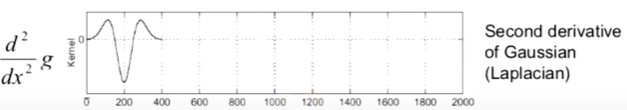 d²/dx² g
Kernel
0
0 200 400 600 800 1000 1200 1400 1600 1800 2000
Second derivative
of Gaussian
(Laplacian)